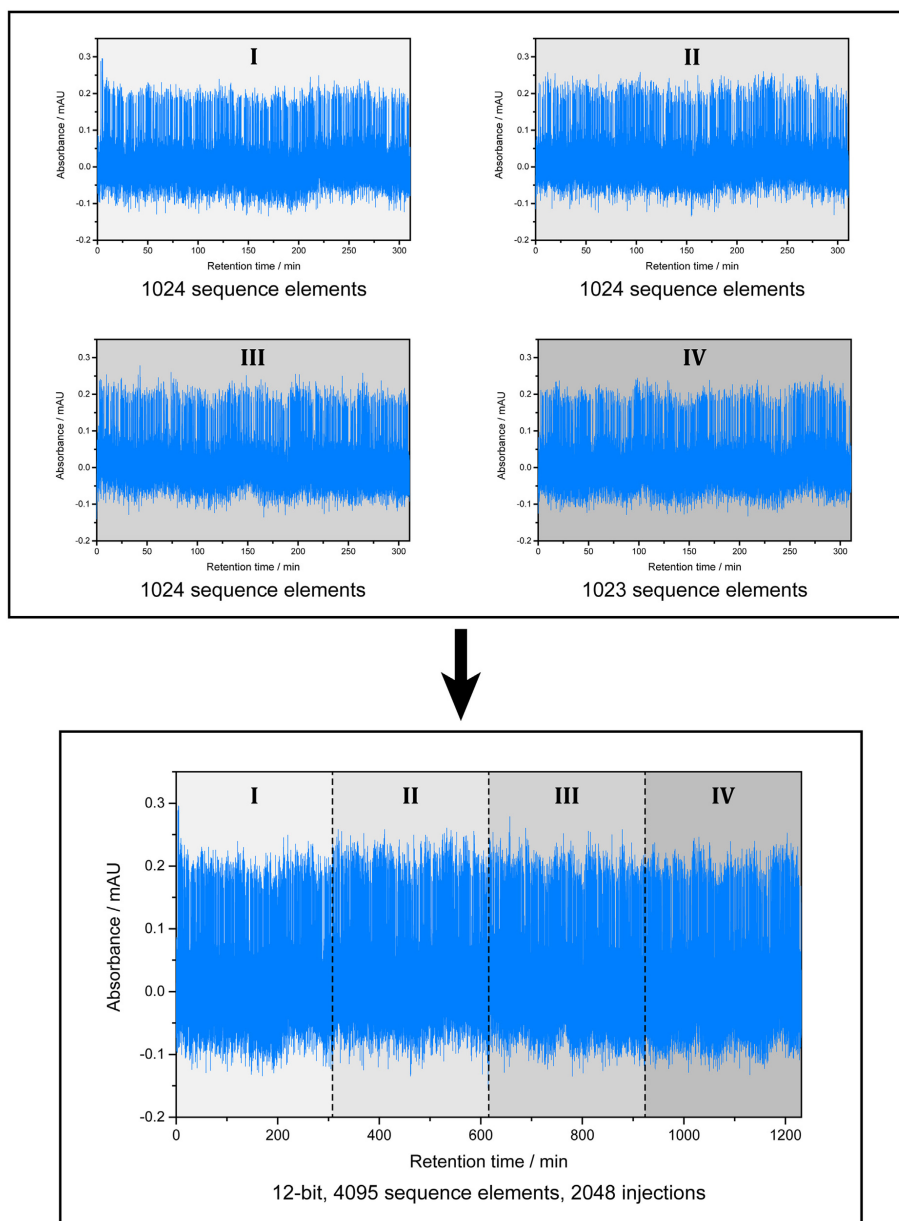 I
Absorbance / mAU
0.3
0.2
0.1
0.0
-0.1
-0.2
0 50 100 150 200 250 300
Retention time / min
1024 sequence elements
II
Absorbance / mAU
0.3
0.2
0.1
0.0
-0.1
-0.2
0 50 100 150 200 250 300
Retention time / min
1024 sequence elements
III
Absorbance / mAU
0.3
0.2
0.1
0.0
-0.1
-0.2
0 50 100 150 200 250 300
Retention time / min
1024 sequence elements
IV
Absorbance / mAU
0.3
0.2
0.1
0.0
-0.1
-0.2
0 50 100 150 200 250 300
Retention time / min
1023 sequence elements
I II III IV
Absorbance / mAU
0.3
0.2
0.1
0.0
-0.1
-0.2
0 200 400 600 800 1000 1200
Retention time / min
12-bit, 4095 sequence elements, 2048 injections